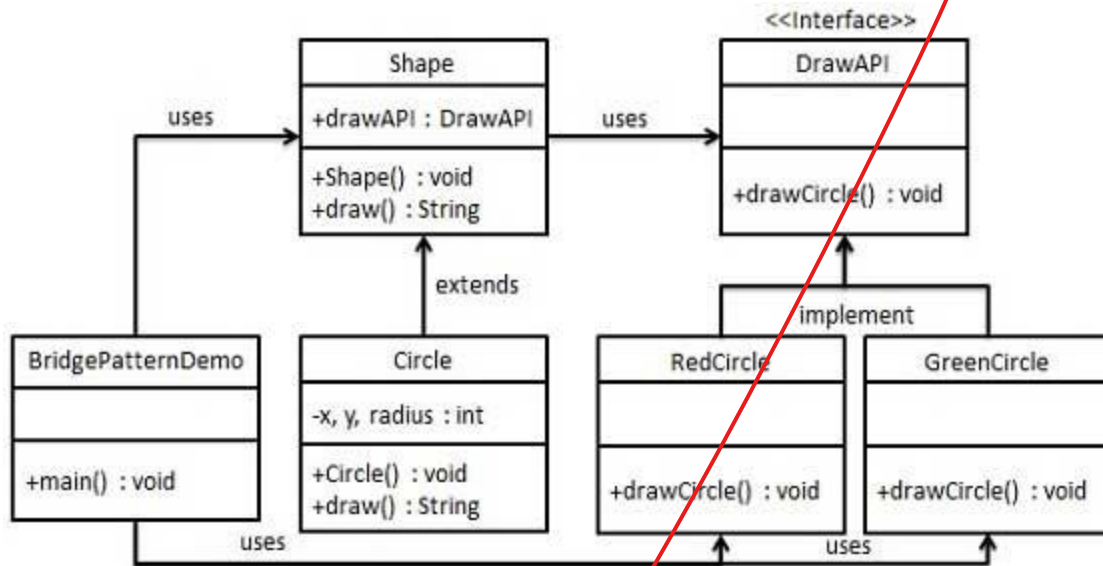 <<Interface>>
Shape
DrawAPI
uses
+drawAPI : DrawAPI
uses
+Shape() : void
+draw() : String
+drawCircle() : void
extends
implement
BridgePatternDemo
Circle
RedCircle
GreenCircle
-x, y, radius : int
+main() : void
+Circle() : void
+draw() : String
+drawCircle() : void
+drawCircle() : void
uses
uses